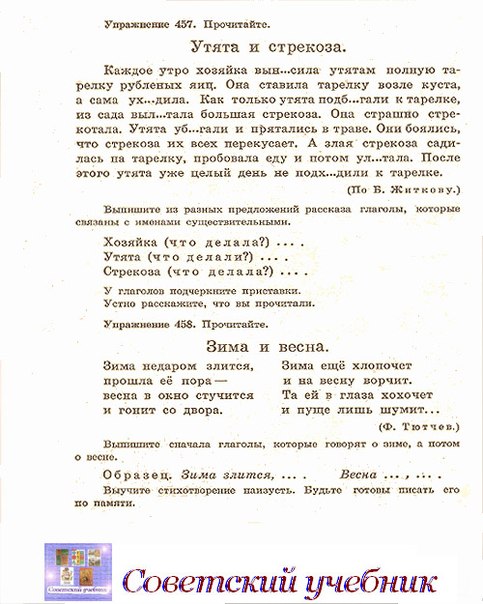 Упражнение 457. Прочитайте.
Утята и стрекоза.
Каждое утро хозяйка вын...сила утятам полную та-
релку рубленых яиц. Она ставила тарелку возле куста,
а сама ух...дила. Как только утята подб...гали к тарелке,
из сада выл...тала большая стрекоза. Она страшно стре-
котала. Утята уб...гали и прятались в траве. Они боялись,
что стрекоза их всех перекусает. А злая стрекоза сади-
лась на тарелку, пробовала еду и потом ул...тала. После
этого утята уже целый день не подх...дили к тарелке.
(По Б. Житкову.)
Выпишите из разных предложений рассказа глаголы, которые
связаны с именами существительными.
Хозяйка (что делала?) ... .
Утята (что делали?) ... .
Стрекоза (что делала?) ... .
У глаголов подчеркните приставки.
Устно расскажите, что вы прочитали.
Упражнение 458. Прочитайте.
Зима и весна.
Зима недаром злится,
прошла её пора —
весна в окно стучится
и гонит со двора.
Зима ещё хлопочет
и на весну ворчит.
Та ей в глаза хохочет
и пуще лишь шумит...
(Ф. Тютчев.)
Выпишите сначала глаголы, которые говорят о зиме, а потом
о весне.
Образец. Зима злится, ... . Весна ... , ... .
Выучите стихотворение наизусть. Будьте готовы писать его
по памяти.
Советский учебник
Советский учебник